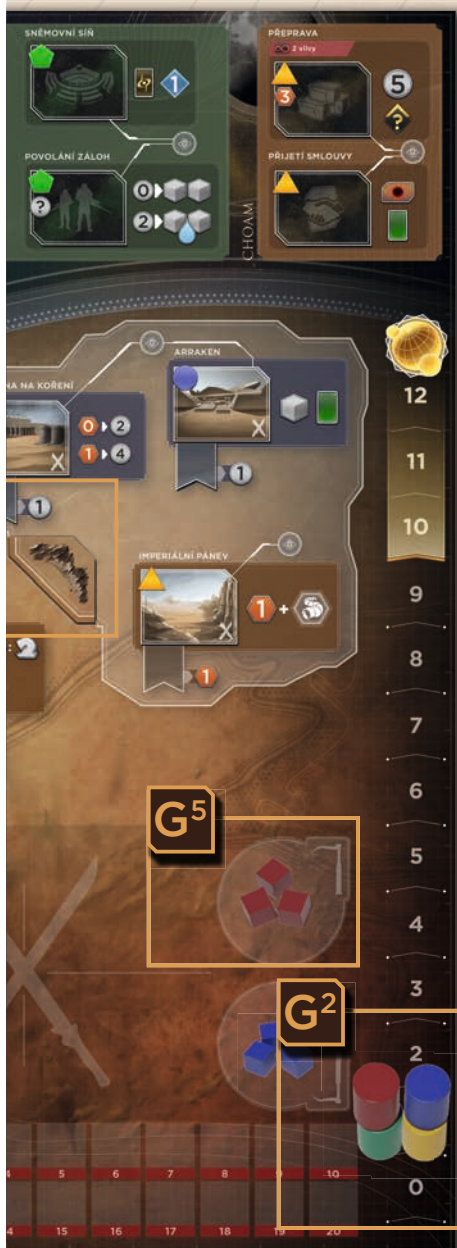 SNĚMOVNÍ SÍŇ
1
POVOLÁNÍ ZÁLOH
?
0
2
CHOAM
PŘEPRAVA
2 vlivy
3
5
?
PŘIJETÍ SMLOUVY
NA NA KOŘENÍ
0 2
1 4
X
1
2
ARRAKEN
X
1
IMPERIÁLNÍ PÁNEV
X
1 +
1
12
11
10
9
8
7
6
5
4
3
2
0
G5
G2
5 6 7 8 9 10
14 15 16 17 18 19 20